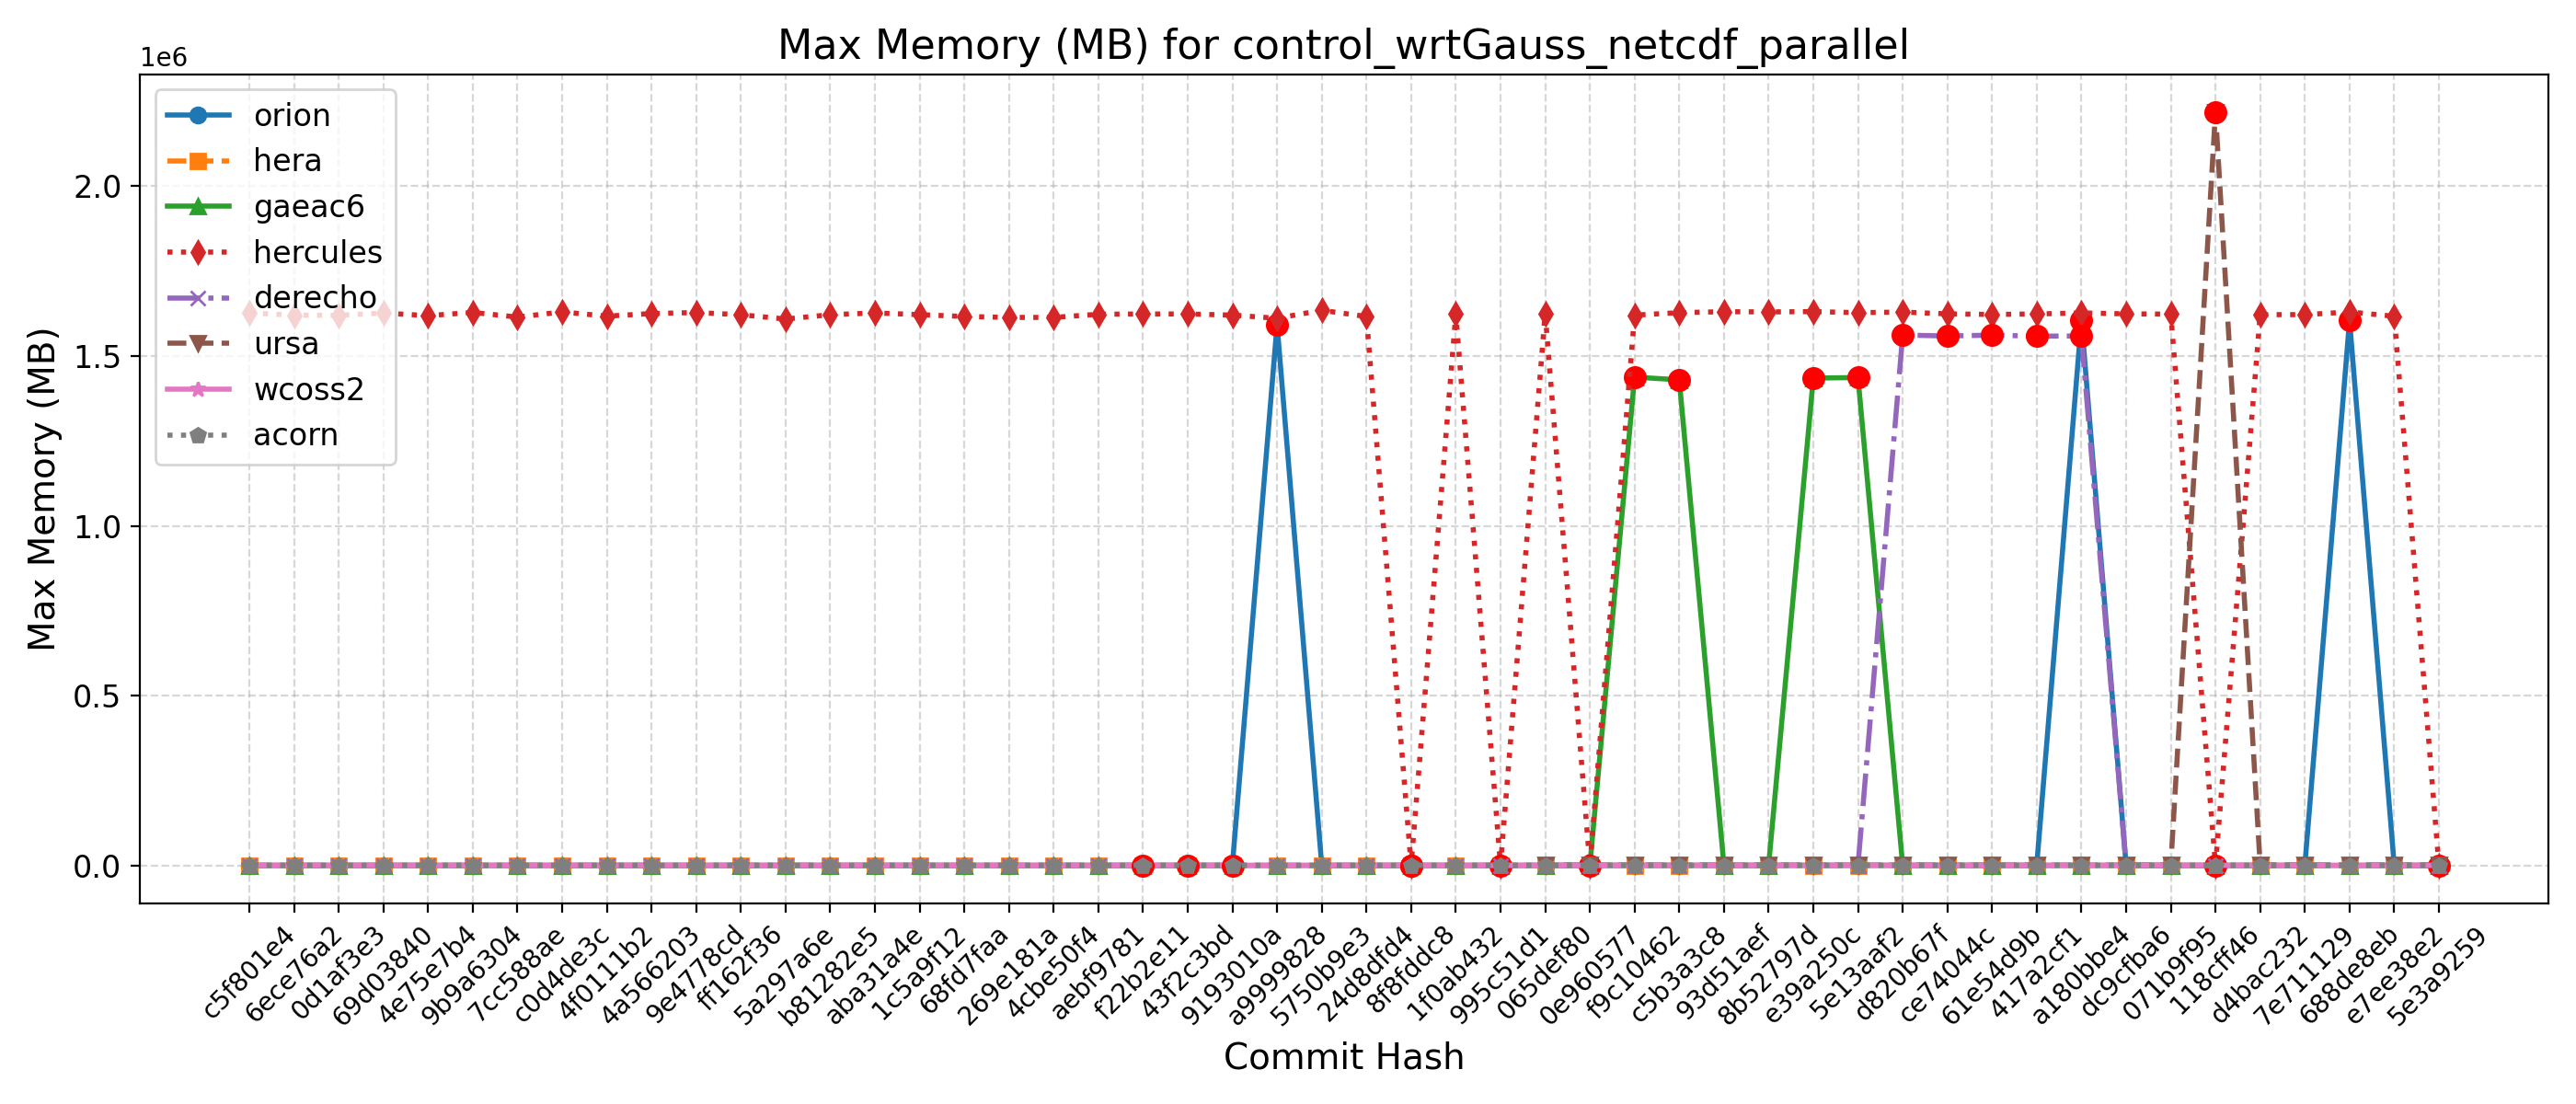 Max Memory (MB) for control_wrtGauss_netcdf_parallel
1e6
2.0
1.5
1.0
0.5
0.0
Max Memory (MB)
orion
hera
gaeac6
hercules
derecho
ursa
wcoss2
acorn
c5f801e4
6ece76a2
0d1af3e3
69d03840
4e75e7b4
9b9a6304
7cc588ae
c0d4de3c
4f0111b2
4a566203
9e4778cd
ff162f36
5a297a6e
b81282e5
aba31a4e
1c5a9f12
68fd7faa
269e181a
4cbe50f4
aebf9781
f22b2e11
43f2c3bd
9193010a
a9999828
5750b9e3
24d8dfd4
8f8fddc8
1f0ab432
995c51d1
065def80
0e960577
f9c10462
c5b3a3c8
93d51aef
8b52797d
e39a250c
5e13aaf2
d820b67f
ce74044c
61e54d9b
417a2cf1
a180bbe4
dc9cfba6
071b9f95
118cff46
d4bac232
7e711129
688de8eb
e7ee38e2
5e3a9259
Commit Hash